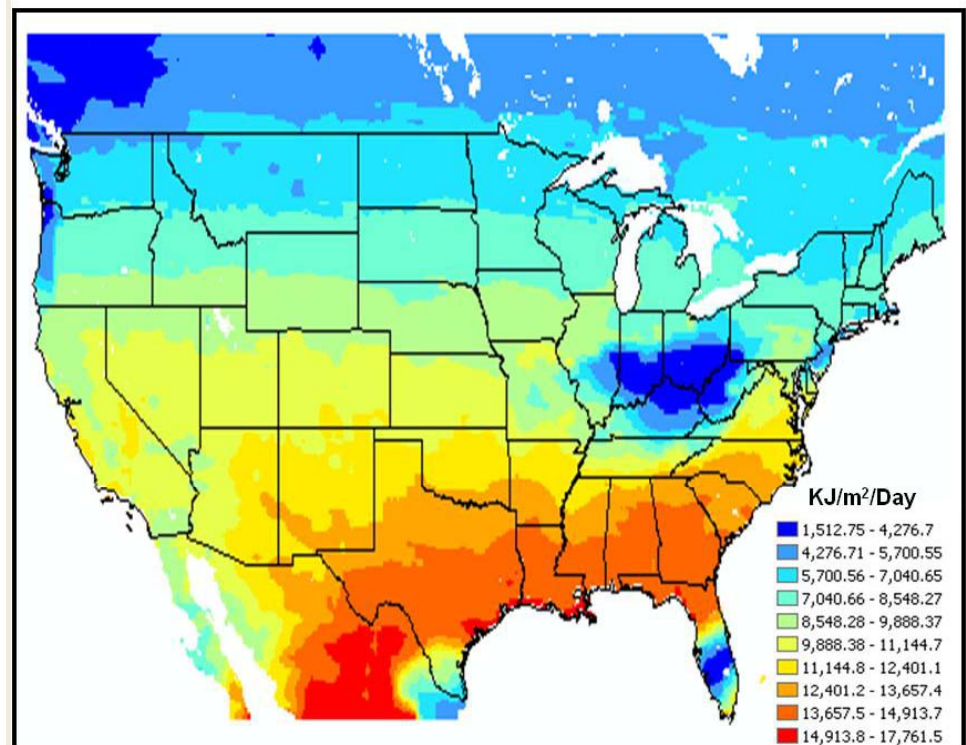 KJ/m²/Day
1,512.75 - 4,276.7
4,276.71 - 5,700.55
5,700.56 - 7,040.65
7,040.66 - 8,548.27
8,548.28 - 9,888.37
9,888.38 - 11,144.7
11,144.8 - 12,401.1
12,401.2 - 13,657.4
13,657.5 - 14,913.7
14,913.8 - 17,761.5